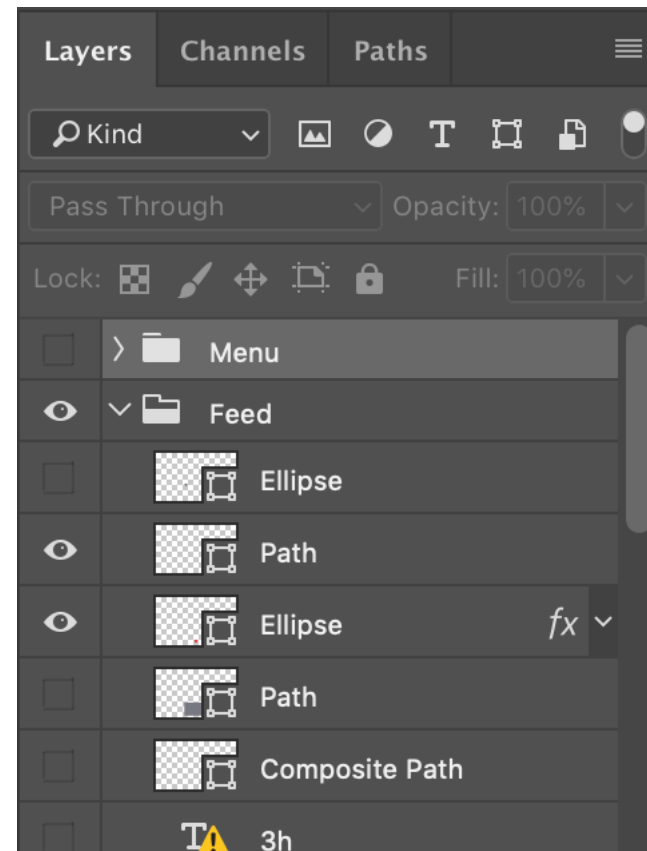 Layers Channels Paths
Kind T
Pass Through Opacity: 100%
Lock: Fill: 100%
Menu
Feed
Ellipse
Path
Ellipse fx
Path
Composite Path
T 3h